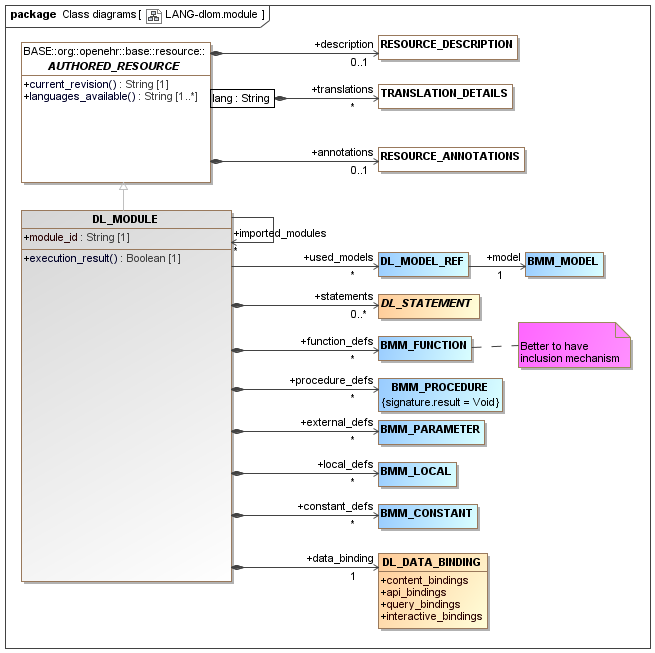 package Class diagrams [ LANG-dlom.module ]
BASE::org::openehr::base::resource::
AUTHORED_RESOURCE
+current_revision() : String [1]
+languages_available() : String [1..*]
+description
0..1
RESOURCE_DESCRIPTION
lang : String
+translations
*
TRANSLATION_DETAILS
+annotations
0..1
RESOURCE_ANNOTATIONS
DL_MODULE
+module_id : String [1]
+execution_result() : Boolean [1]
+imported_modules
*
+used_models
*
DL_MODEL_REF
+model
1
BMM_MODEL
+statements
0..*
DL_STATEMENT
+function_defs
*
BMM_FUNCTION
Better to have
inclusion mechanism
+procedure_defs
*
BMM_PROCEDURE
{signature.result = Void}
+external_defs
*
BMM_PARAMETER
+local_defs
*
BMM_LOCAL
+constant_defs
*
BMM_CONSTANT
+data_binding
1
DL_DATA_BINDING
+content_bindings
+api_bindings
+query_bindings
+interactive_bindings